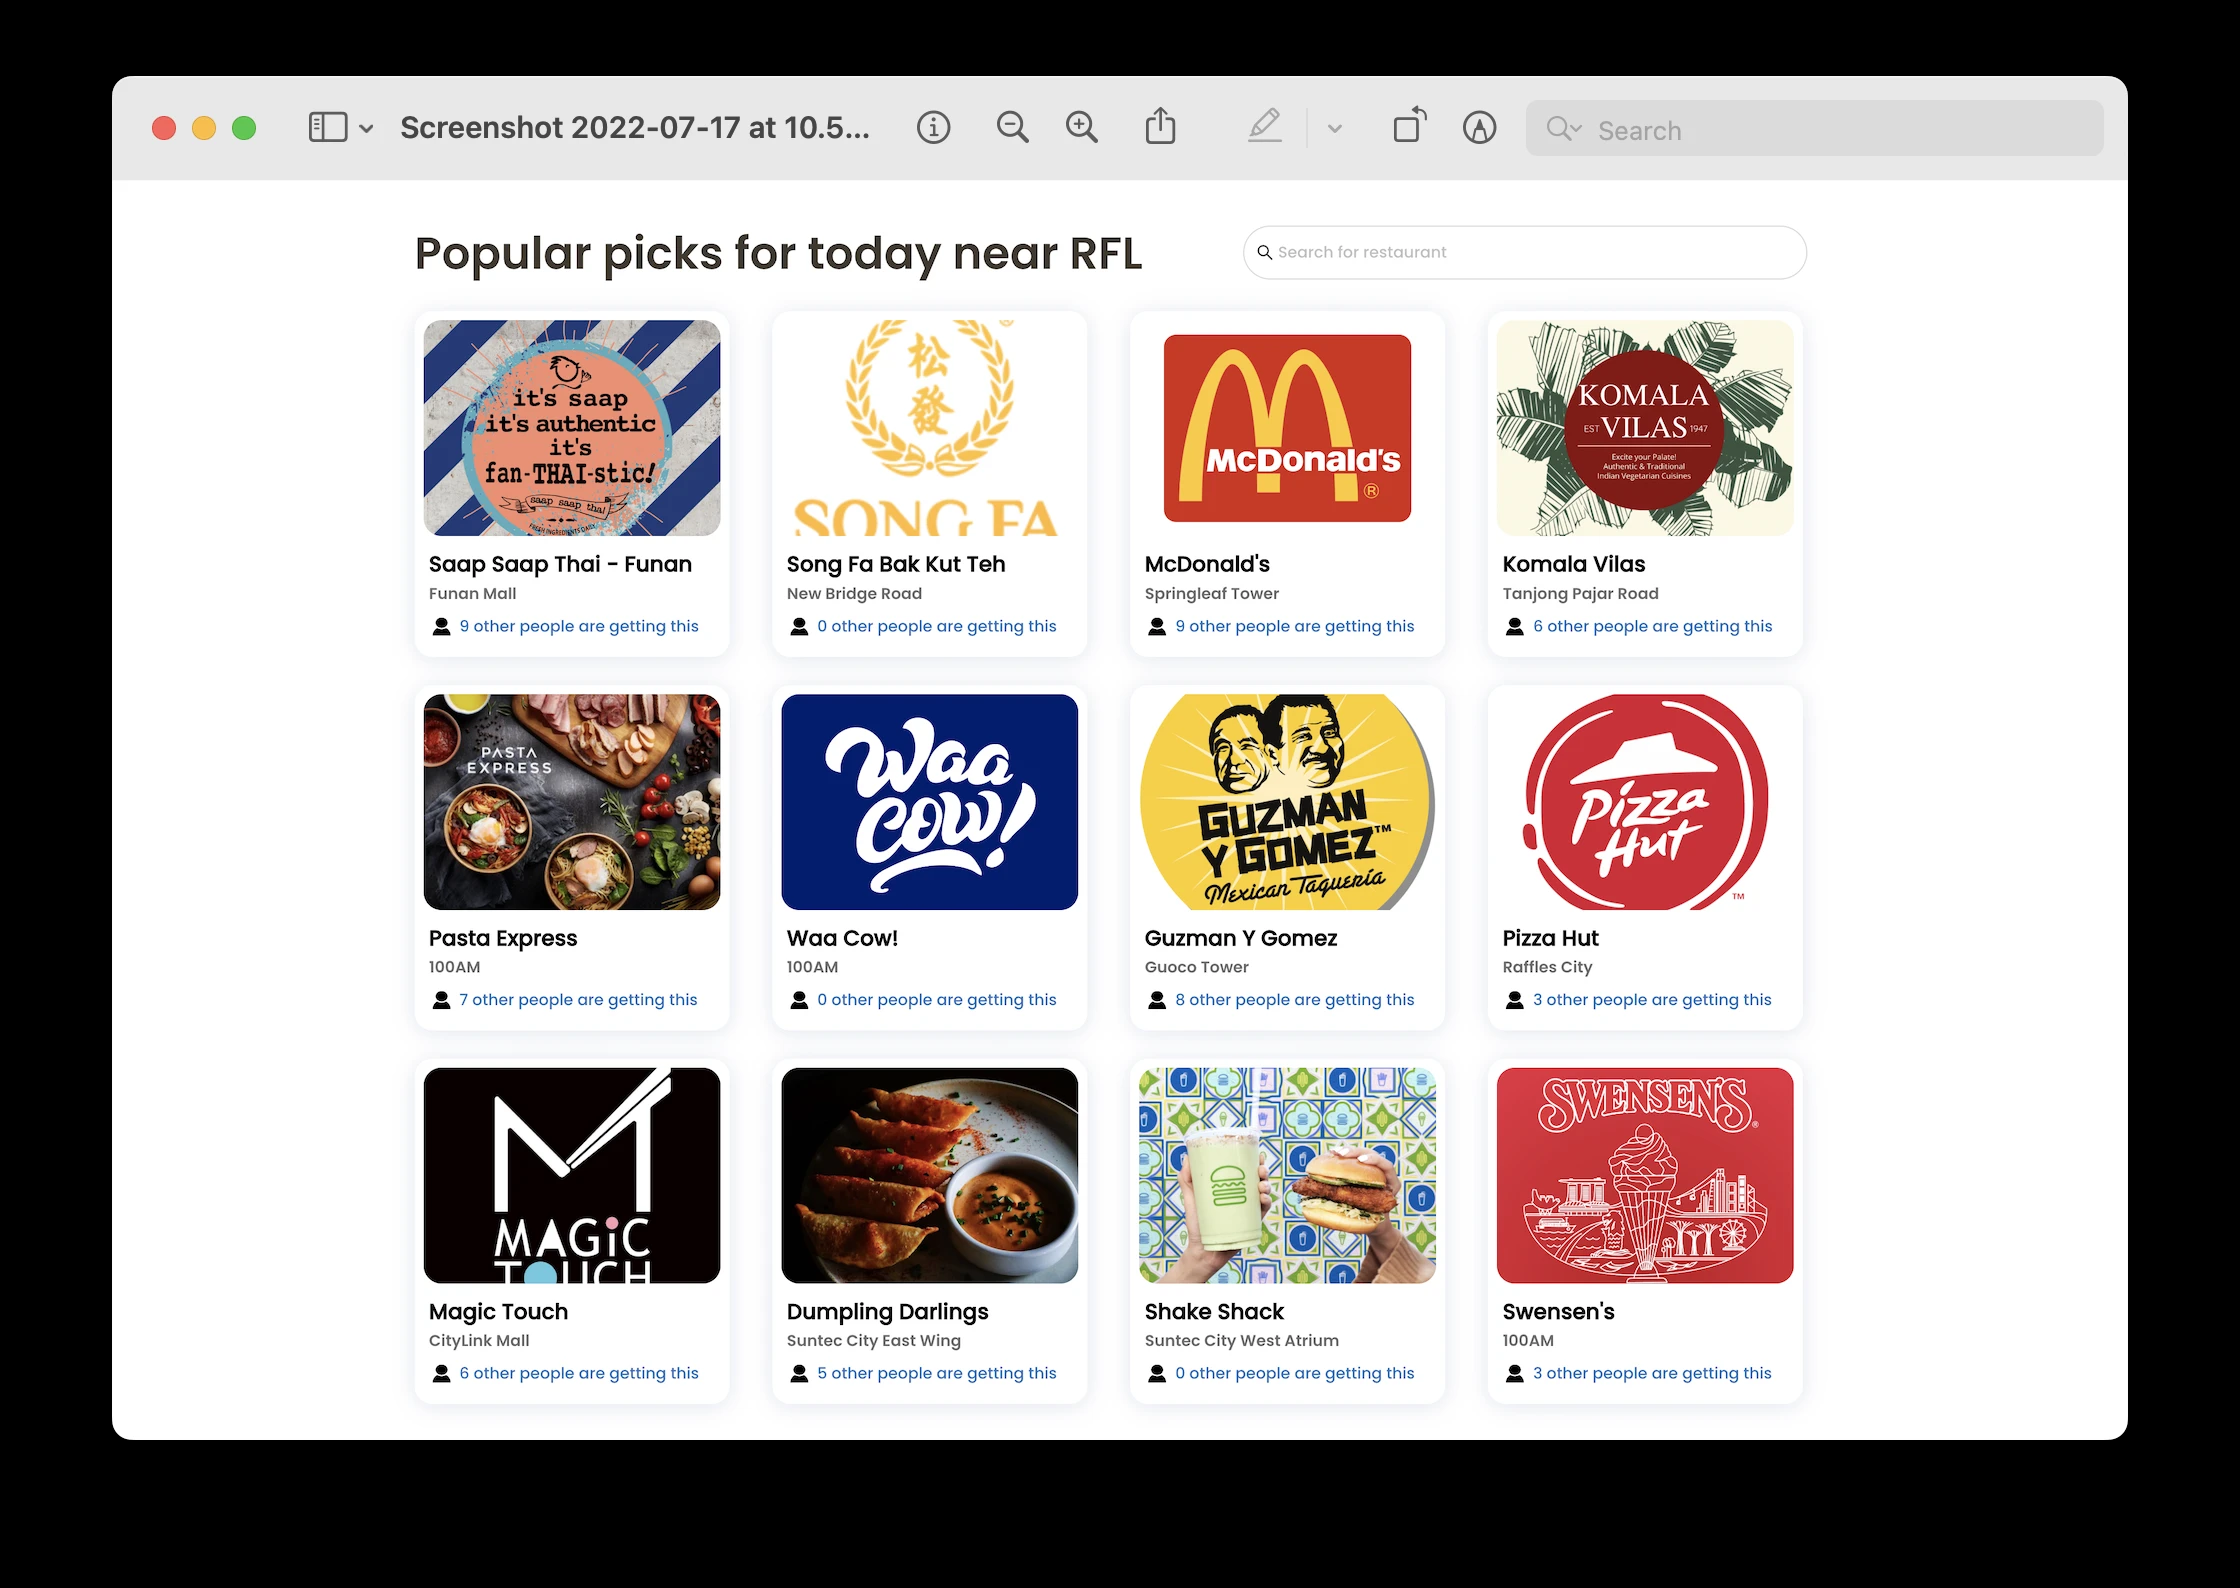 Screenshot 2022-07-17 at 10.5...
Search
Popular picks for today near RFL
Search for restaurant
it's saap
it's authentic
it's
fan-THAI-stic!
saap saap thai
FRESH INGREDIENTS DAILY
Saap Saap Thai - Funan
Funan Mall
9 other people are getting this
®
松
發
SONG FA
Song Fa Bak Kut Teh
New Bridge Road
0 other people are getting this
McDonald's
®
McDonald's
Springleaf Tower
9 other people are getting this
KOMALA
EST VILAS 1947
Excite your Palate!
Authentic & Traditional
Indian Vegetarian Cuisines
Komala Vilas
Tanjong Pajar Road
6 other people are getting this
PASTA
EXPRESS
Pasta Express
100AM
7 other people are getting this
Waa
Cow!
Waa Cow!
100AM
0 other people are getting this
GUZMAN
Y GOMEZ™
Mexican Taquería
Guzman Y Gomez
Guoco Tower
8 other people are getting this
Pizza
Hut
TM
Pizza Hut
Raffles City
3 other people are getting this
M
MAGiC
TOUCH
Magic Touch
CityLink Mall
6 other people are getting this
Dumpling Darlings
Suntec City East Wing
5 other people are getting this
Shake Shack
Suntec City West Atrium
0 other people are getting this
SWENSEN'S®
Swensen's
100AM
3 other people are getting this